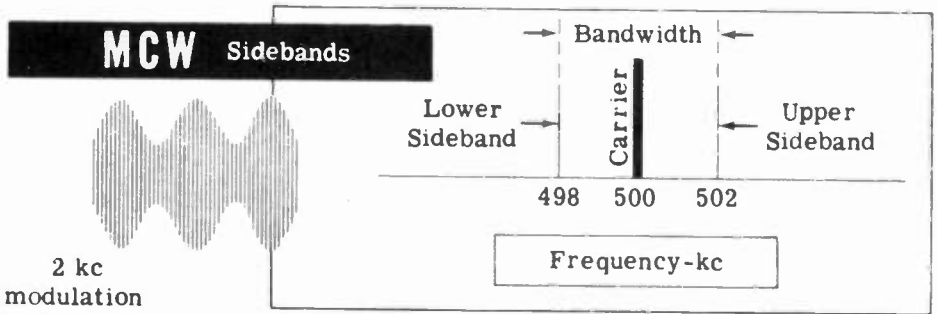 MCW Sidebands
2 kc
modulation
Bandwidth
Lower
Sideband
Carrier
Upper
Sideband
498 500 502
Frequency-kc